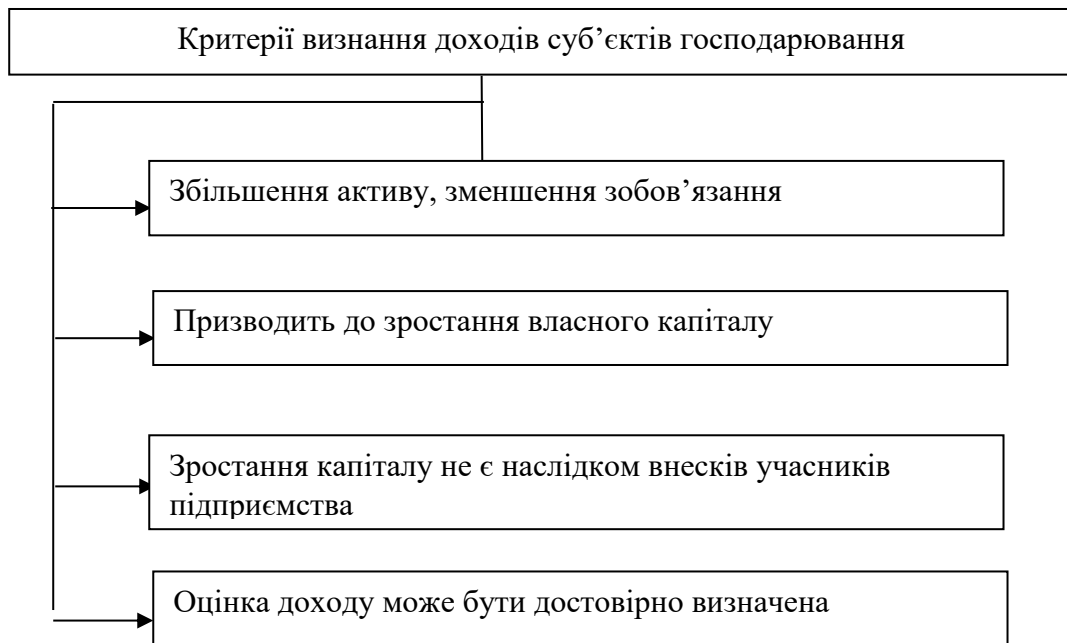 Критерії визнання доходів суб’єктів господарювання
Збільшення активу, зменшення зобов’язання
Призводить до зростання власного капіталу
Зростання капіталу не є наслідком внесків учасників
підприємства
Оцінка доходу може бути достовірно визначена